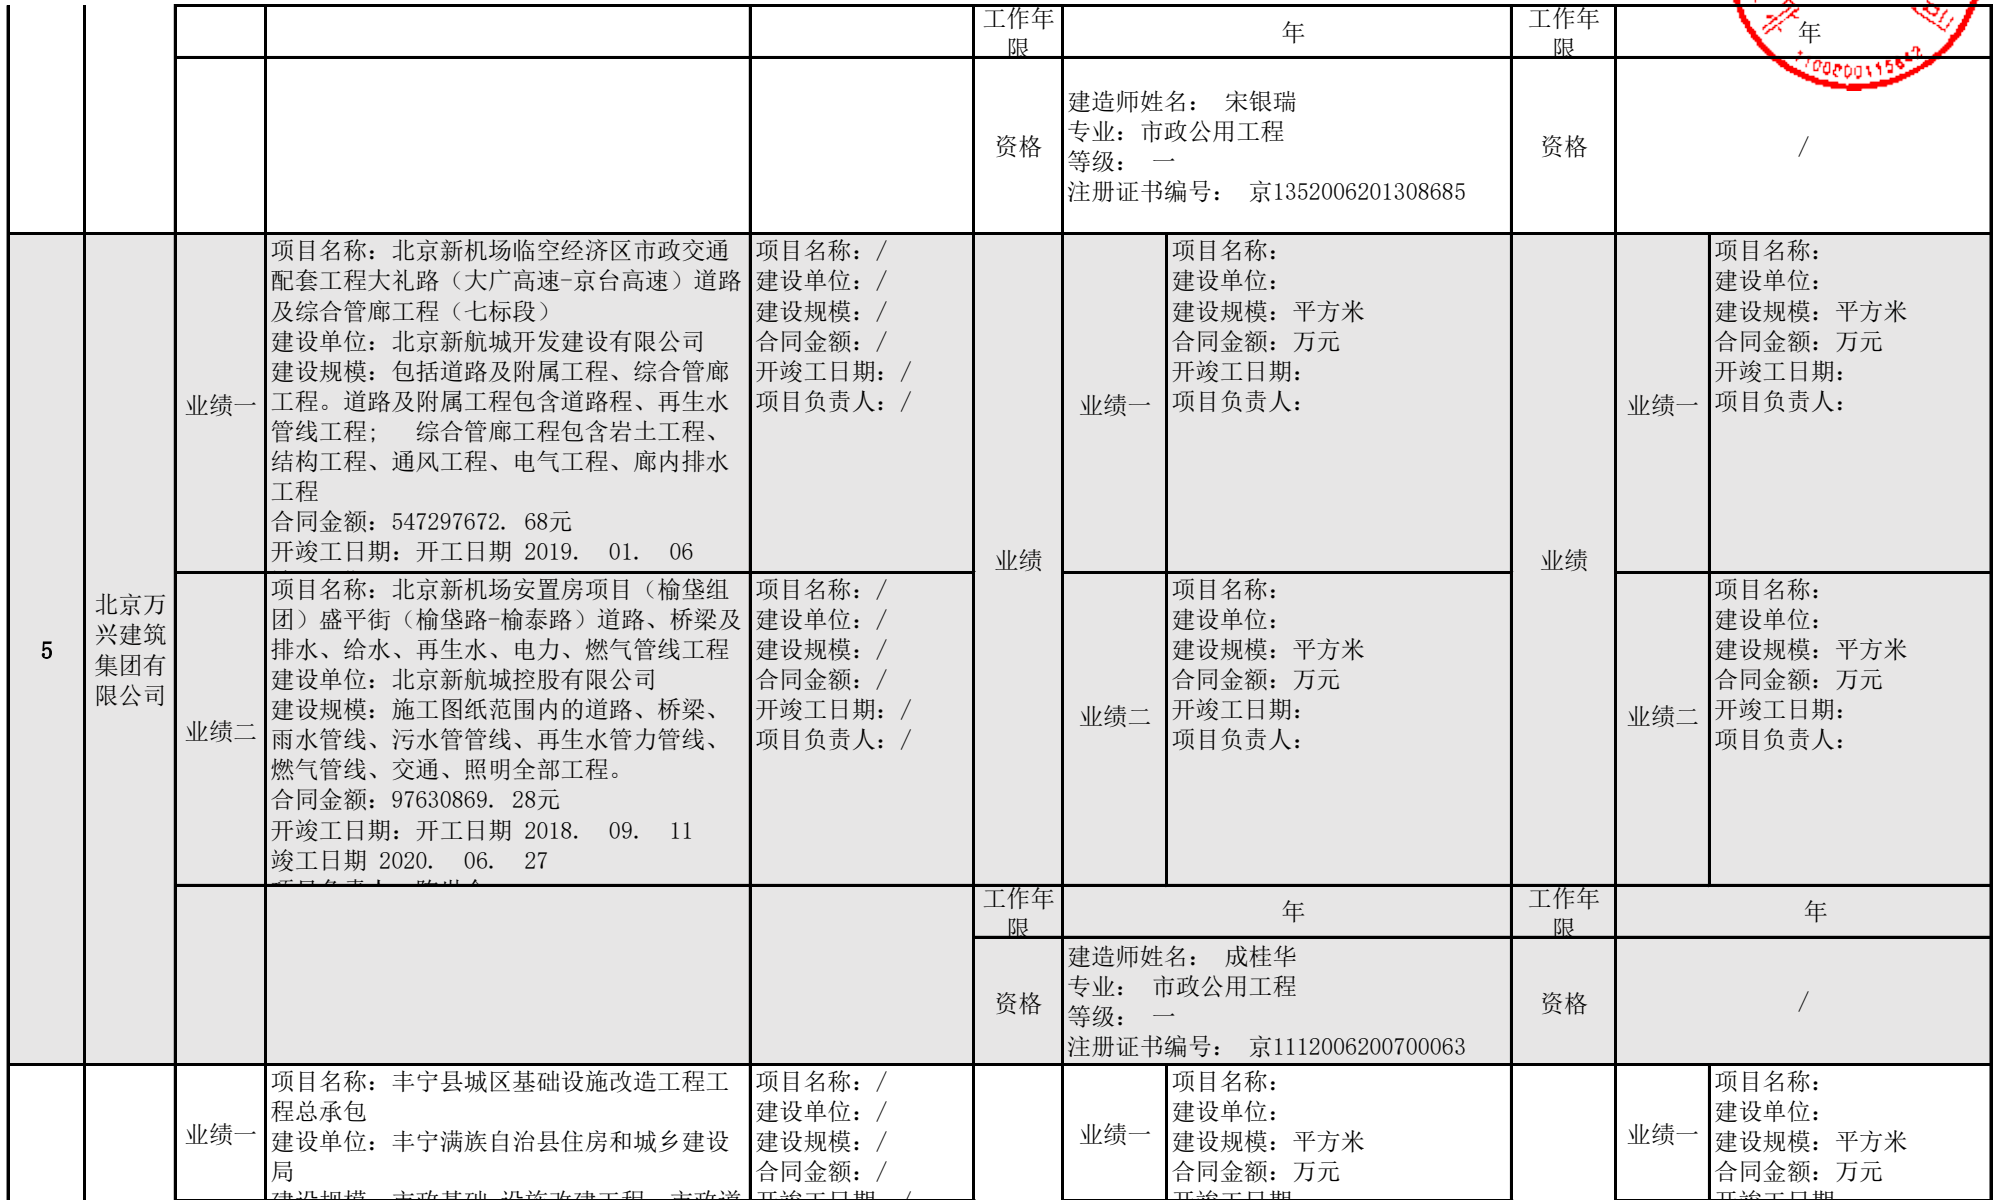 工作年
限
年
工作年
限
年
北
司
1100200115642
资格
建造师姓名： 宋银瑞
专业：市政公用工程
等级： 一
注册证书编号： 京1352006201308685
资格
/
5
北京万
兴建筑
集团有
限公司
业绩一
项目名称：北京新机场临空经济区市政交通
配套工程大礼路（大广高速-京台高速）道路
及综合管廊工程（七标段）
建设单位：北京新航城开发建设有限公司
建设规模：包括道路及附属工程、综合管廊
工程。道路及附属工程包含道路程、再生水
管线工程; 综合管廊工程包含岩土工程、
结构工程、通风工程、电气工程、廊内排水
工程
合同金额：547297672. 68元
开竣工日期：开工日期 2019. 01. 06
项目名称：/
建设单位：/
建设规模：/
合同金额：/
开竣工日期：/
项目负责人：/
业绩
业绩一
项目名称：
建设单位：
建设规模：平方米
合同金额：万元
开竣工日期：
项目负责人：
业绩
业绩一
项目名称：
建设单位：
建设规模：平方米
合同金额：万元
开竣工日期：
项目负责人：
业绩二
项目名称：北京新机场安置房项目（榆垡组
团）盛平街（榆垡路-榆泰路）道路、桥梁及
排水、给水、再生水、电力、燃气管线工程
建设单位：北京新航城控股有限公司
建设规模：施工图纸范围内的道路、桥梁、
雨水管线、污水管管线、再生水管力管线、
燃气管线、交通、照明全部工程。
合同金额：97630869. 28元
开竣工日期：开工日期 2018. 09. 11
竣工日期 2020. 06. 27
项目名称：/
建设单位：/
建设规模：/
合同金额：/
开竣工日期：/
项目负责人：/
业绩二
项目名称：
建设单位：
建设规模：平方米
合同金额：万元
开竣工日期：
项目负责人：
业绩二
项目名称：
建设单位：
建设规模：平方米
合同金额：万元
开竣工日期：
项目负责人：
工作年
限
年
工作年
限
年
资格
建造师姓名： 成桂华
专业： 市政公用工程
等级： 一
注册证书编号： 京1112006200700063
资格
/
业绩一
项目名称：丰宁县城区基础设施改造工程工
程总承包
建设单位：丰宁满族自治县住房和城乡建设
局
建设规模：市政基础 设施改建工程，市政道
项目名称：/
建设单位：/
建设规模：/
合同金额：/
开竣工日期：/
业绩一
项目名称：
建设单位：
建设规模：平方米
合同金额：万元
开竣工日期：
业绩一
项目名称：
建设单位：
建设规模：平方米
合同金额：万元
开竣工日期：